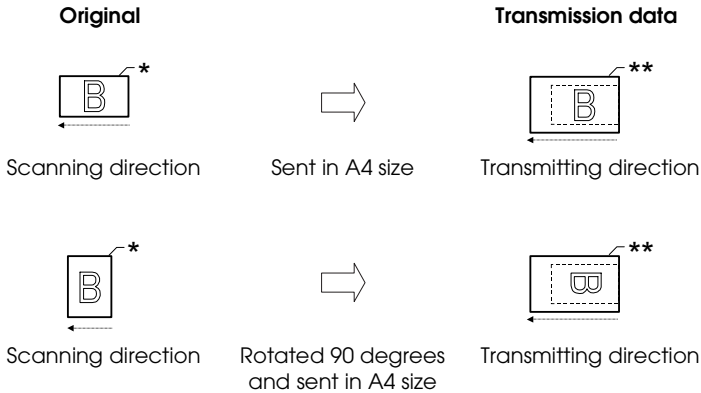 Original
Transmission data
*
**
B
B
Scanning direction
Sent in A4 size
Transmitting direction
*
**
B
B
Scanning direction
Rotated 90 degrees
and sent in A4 size
Transmitting direction